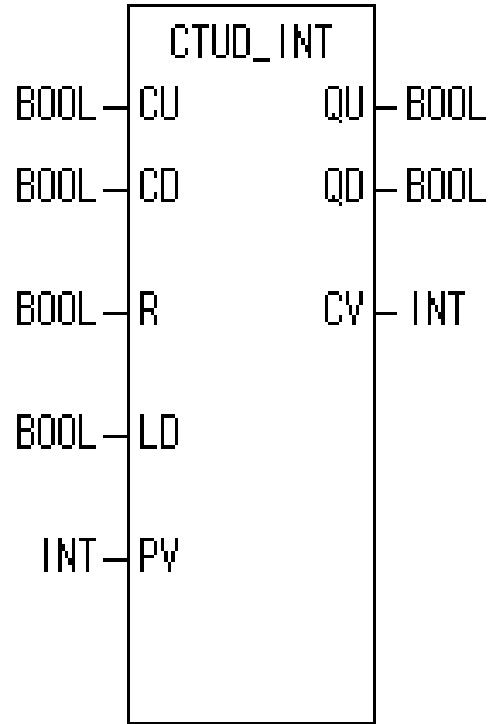 CTUD_INT
BOOL CU QU BOOL
BOOL CD QD BOOL
BOOL R CV INT
BOOL LD
INT PV